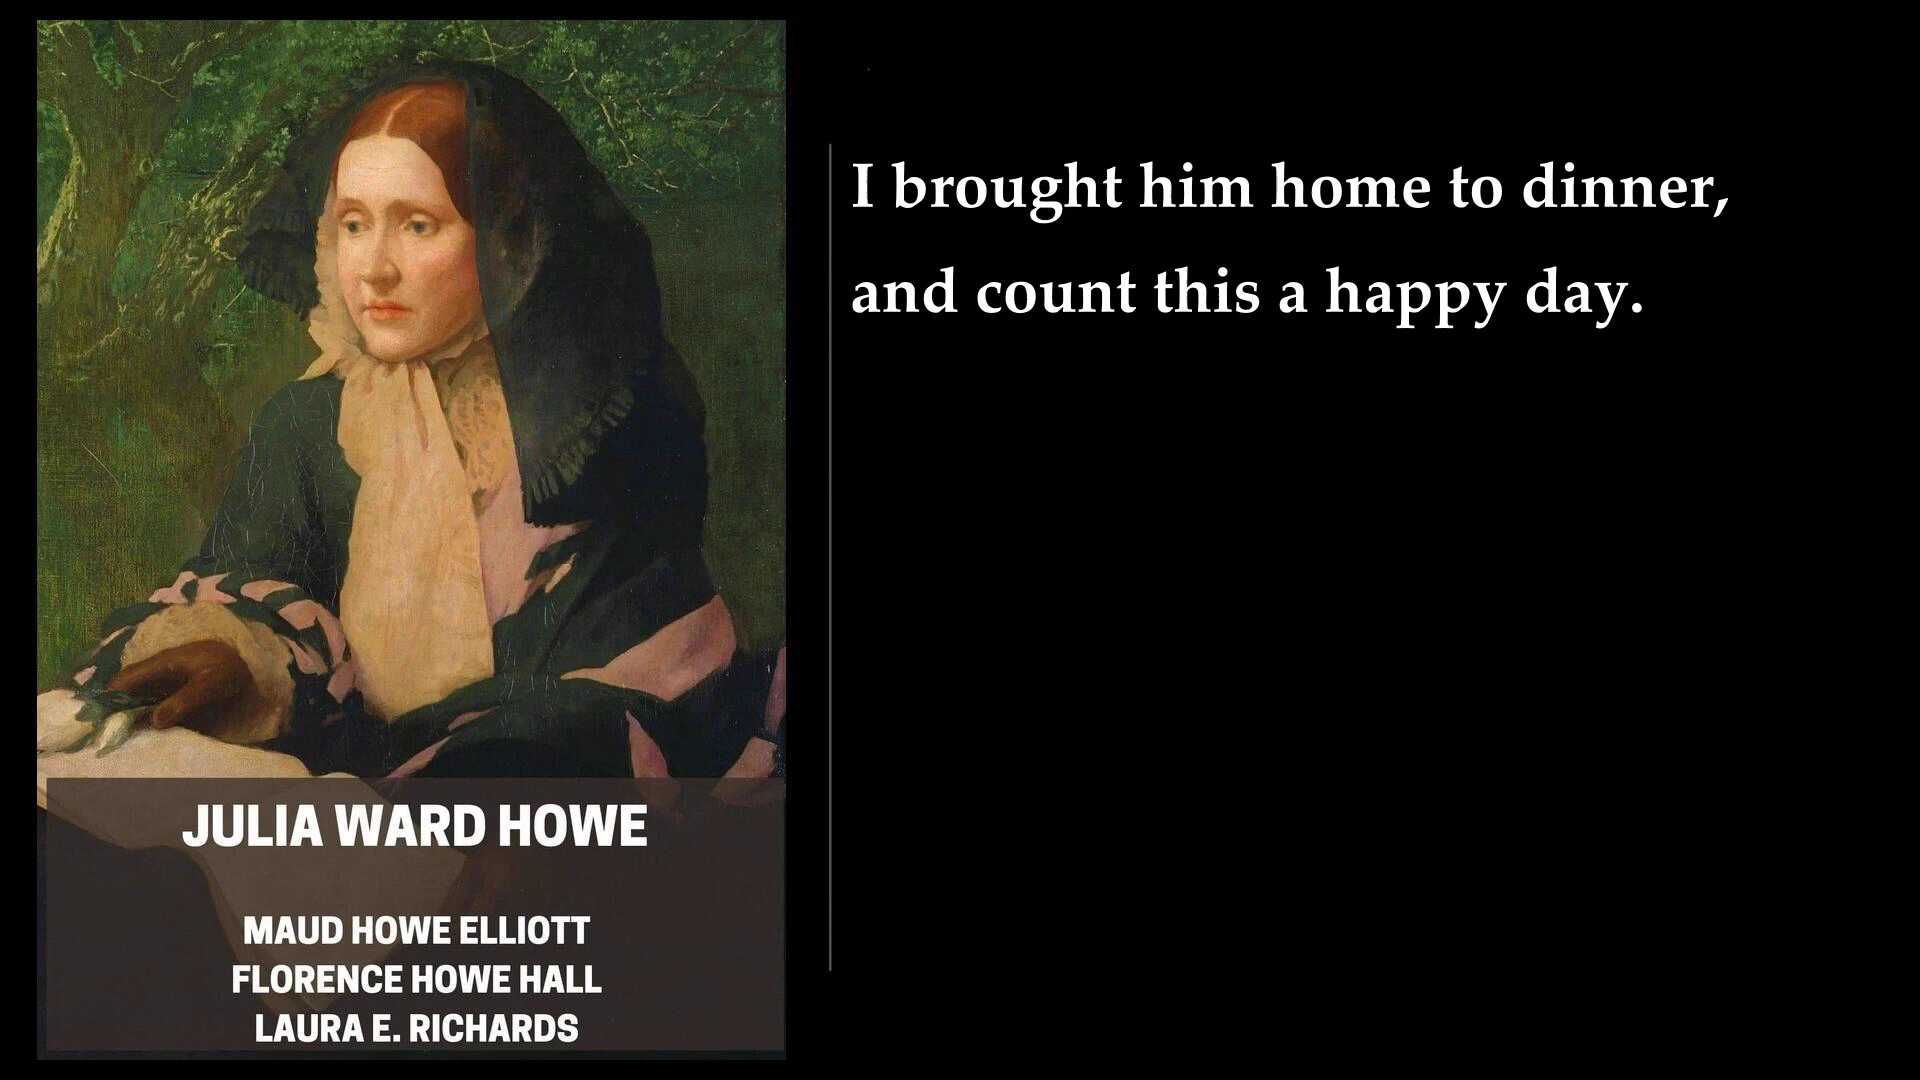 I brought him home to dinner,
and count this a happy day.
JULIA WARD HOWE
MAUD HOWE ELLIOTT
FLORENCE HOWE HALL
LAURA E. RICHARDS